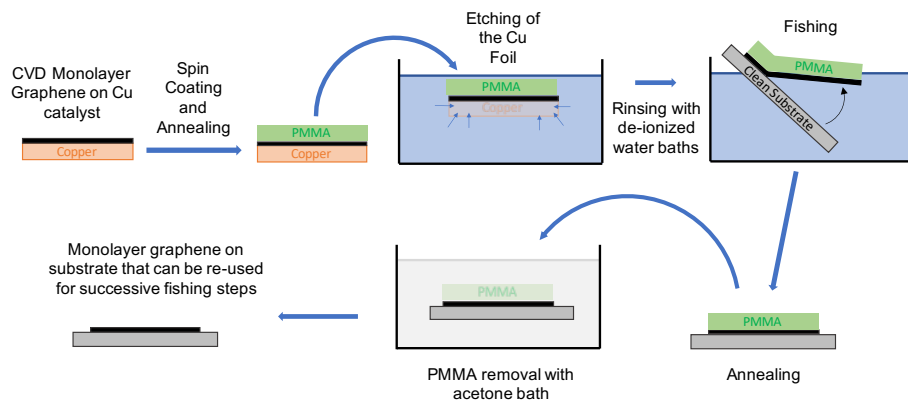 CVD Monolayer
Graphene on Cu
catalyst
Copper
Spin
Coating
and
Annealing
PMMA
Copper
Etching of
the Cu
Foil
PMMA
Copper
Rinsing with
de-ionized
water baths
Fishing
PMMA
Clean Substrate
PMMA
Annealing
PMMA
PMMA removal with
acetone bath
Monolayer graphene on
substrate that can be re-used
for successive fishing steps